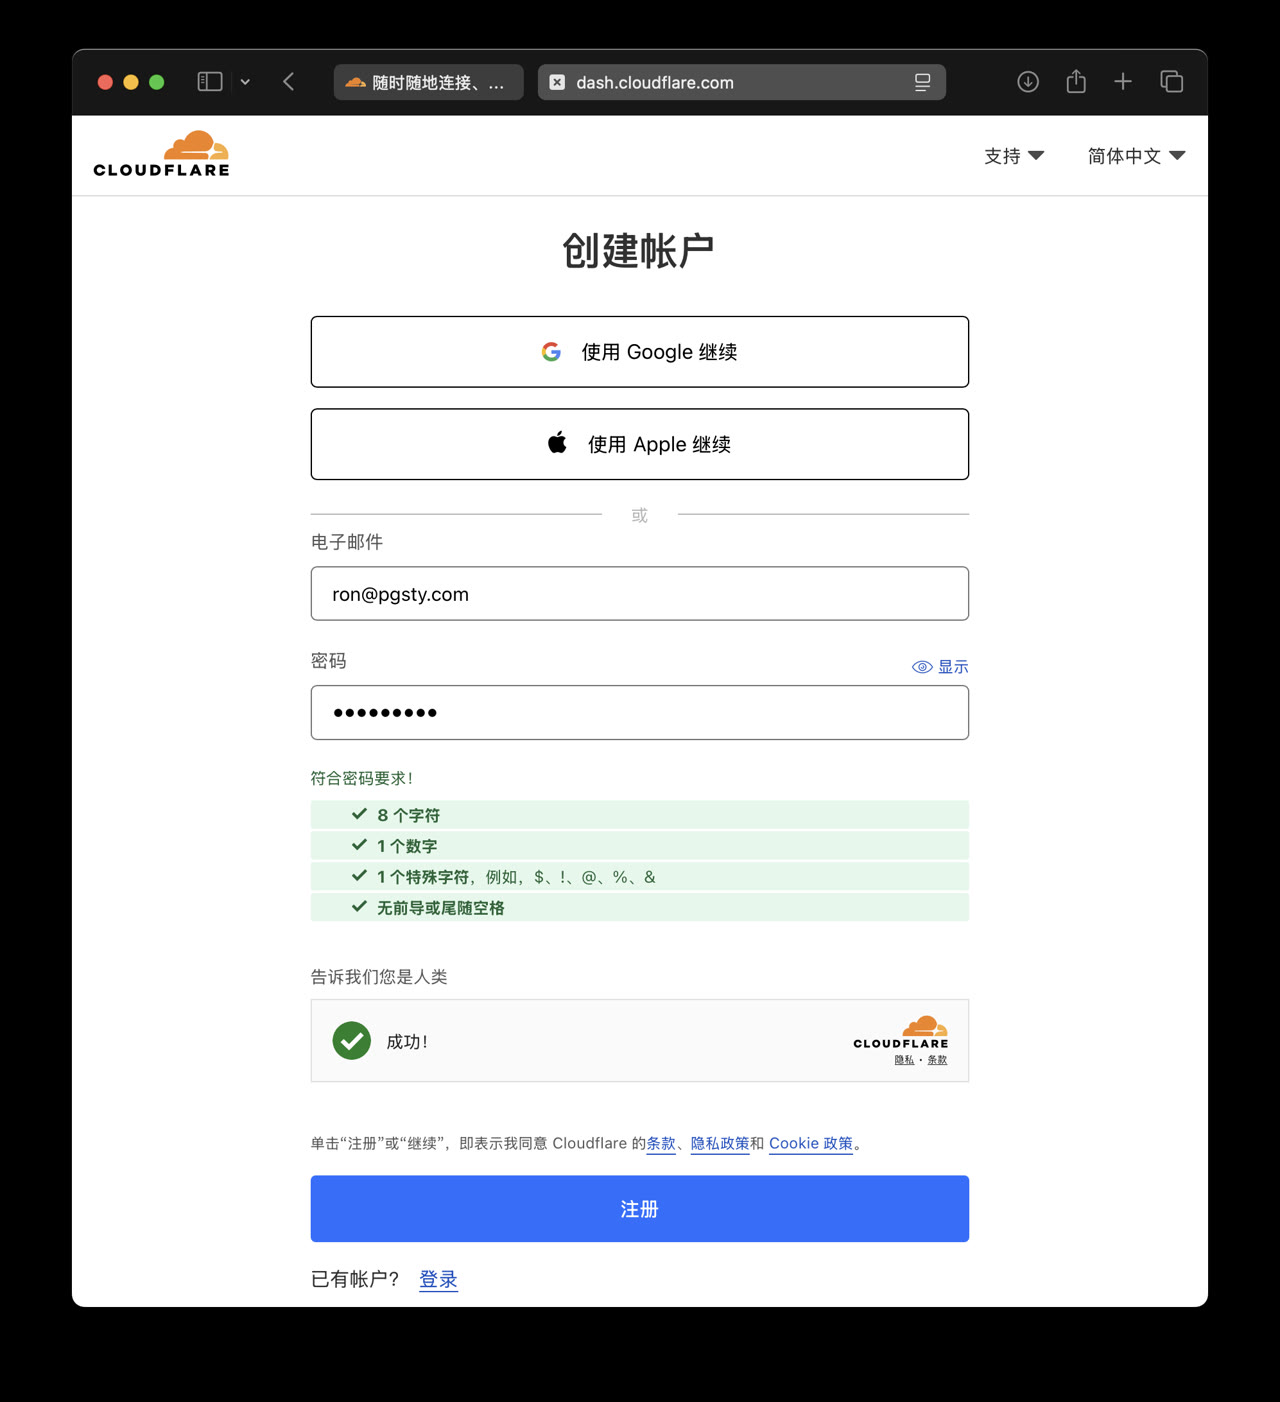 随时随地连接、...
dash.cloudflare.com
CLOUDFLARE
支持
简体中文
创建帐户
使用 Google 继续
使用 Apple 继续
或
电子邮件
ron@pgsty.com
密码
显示
•••••••••
符合密码要求！
8 个字符
1 个数字
1 个特殊字符，例如，$、!、@、%、&
无前导或尾随空格
告诉我们您是人类
成功！
CLOUDFLARE
隐私 · 条款
单击“注册”或“继续”，即表示我同意 Cloudflare 的条款、隐私政策和 Cookie 政策。
注册
已有帐户? 登录